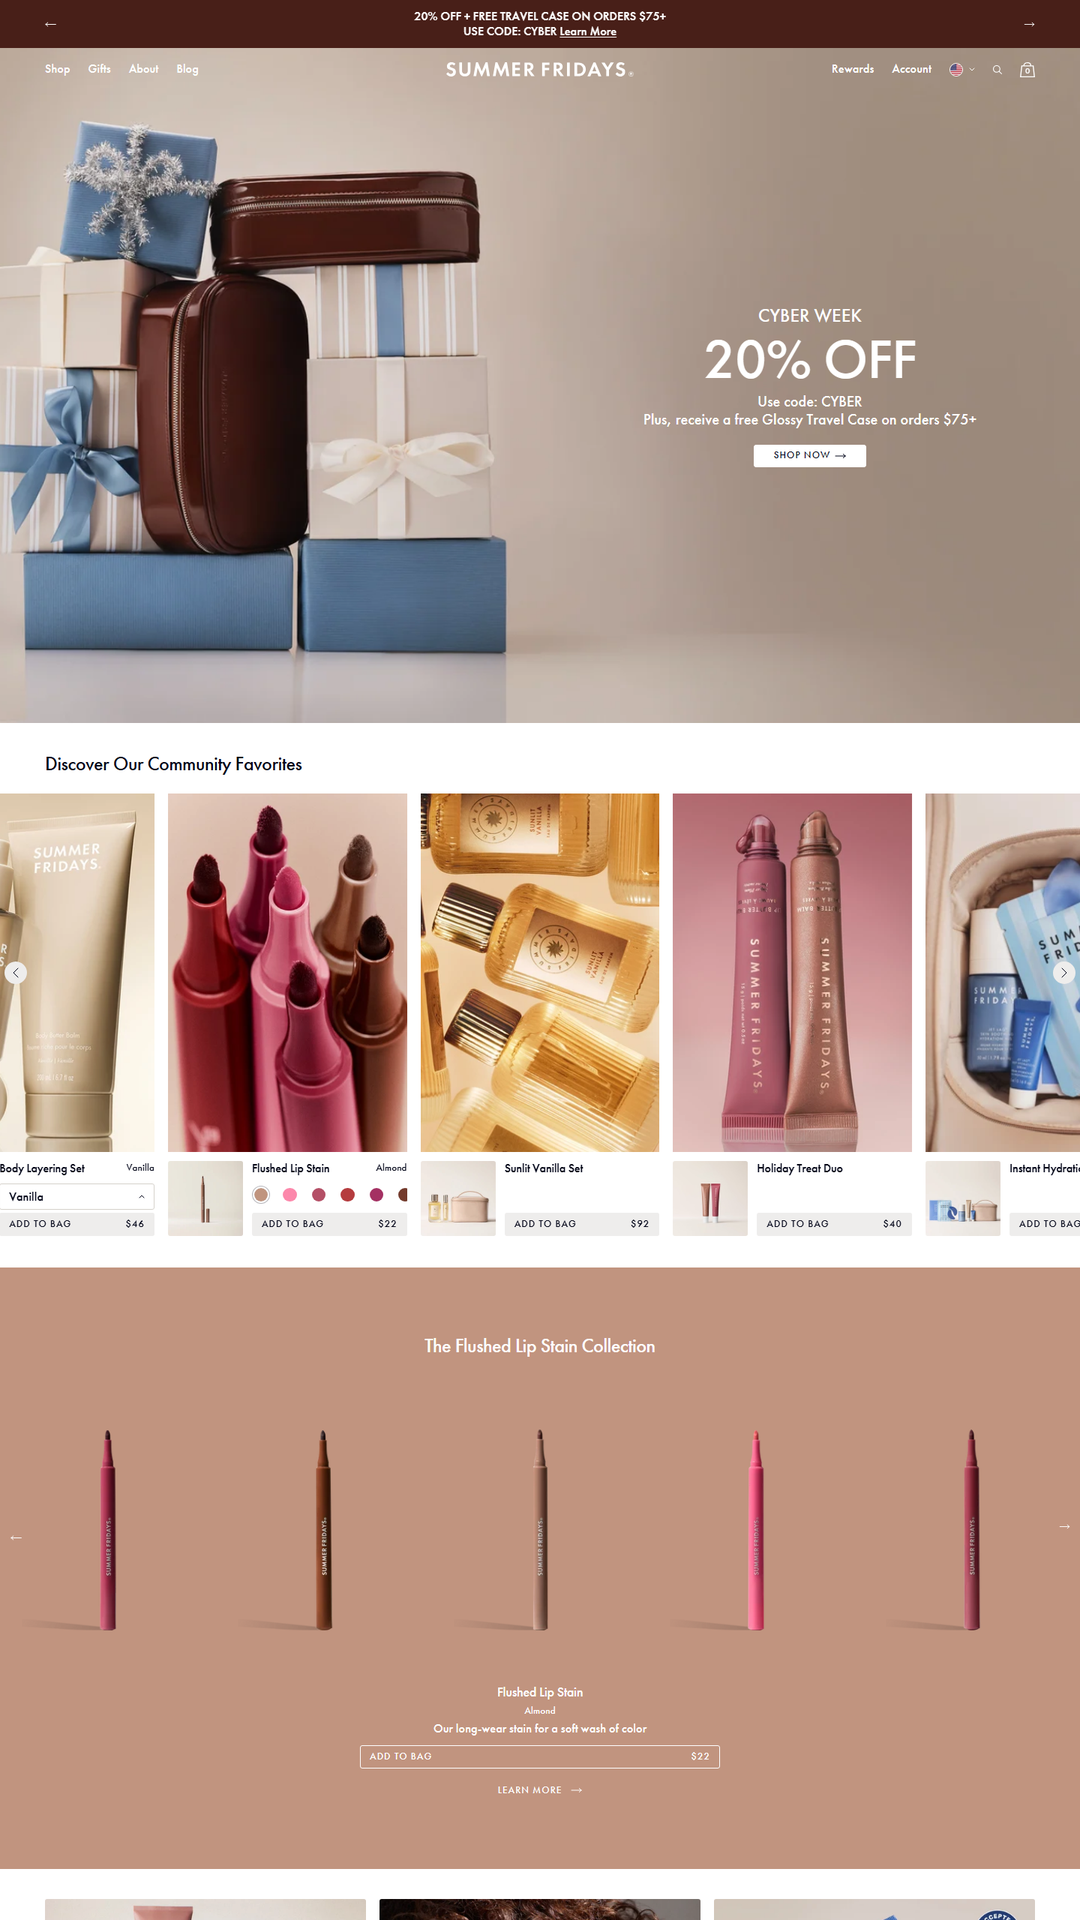 20% OFF + FREE TRAVEL CASE ON ORDERS $75+
USE CODE: CYBER Learn More
Shop Gifts About Blog
SUMMER FRIDAYS®
Rewards Account 0
CYBER WEEK
20% OFF
Use code: CYBER
Plus, receive a free Glossy Travel Case on orders $75+
SHOP NOW →
Discover Our Community Favorites
SUMMER
FRIDAYS.
SUNLIT
VANILLA
SUNLIT
VANILLA
SUMMER FRIDAYS.
SUMMER FRIDAYS.
SUMMER
Body Layering Set Vanilla
Vanilla
ADD TO BAG $46
Flushed Lip Stain Almond
ADD TO BAG $22
Sunlit Vanilla Set
ADD TO BAG $92
Holiday Treat Duo
ADD TO BAG $40
Instant Hydratio
ADD TO BAG
The Flushed Lip Stain Collection
SUMMER FRIDAYS.
SUMMER FRIDAYS.
SUMMER FRIDAYS.
SUMMER FRIDAYS.
SUMMER FRIDAYS.
Flushed Lip Stain
Almond
Our long-wear stain for a soft wash of color
ADD TO BAG $22
LEARN MORE →